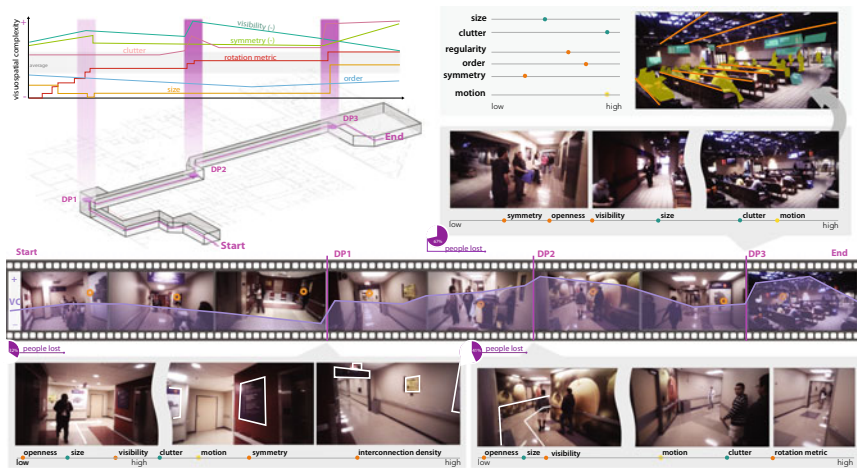 +
visuospatial complexity
-
average
visibility (-)
symmetry (-)
clutter
rotation metric
order
size
DP1
DP2
DP3
End
Start
size
clutter
regularity
order
symmetry
motion
low high
symmetry openness visibility size clutter motion
low high
people lost
Start DP1 DP2 DP3 End
+
VC
-
people lost
people lost
openness size visibility clutter motion symmetry interconnection density
low high high
openness size visibility motion clutter rotation metric
low high